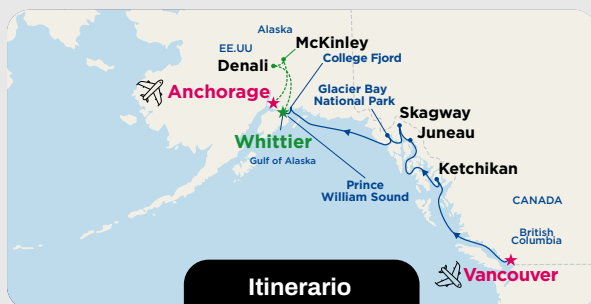 Alaska
McKinley
EE.UU
College Fjord
Denali
Anchorage
Glacier Bay
National Park
Skagway
Juneau
Whittier
Gulf of Alaska
Ketchikan
Prince
William Sound
CANADA
British
Columbia
Vancouver
Itinerario